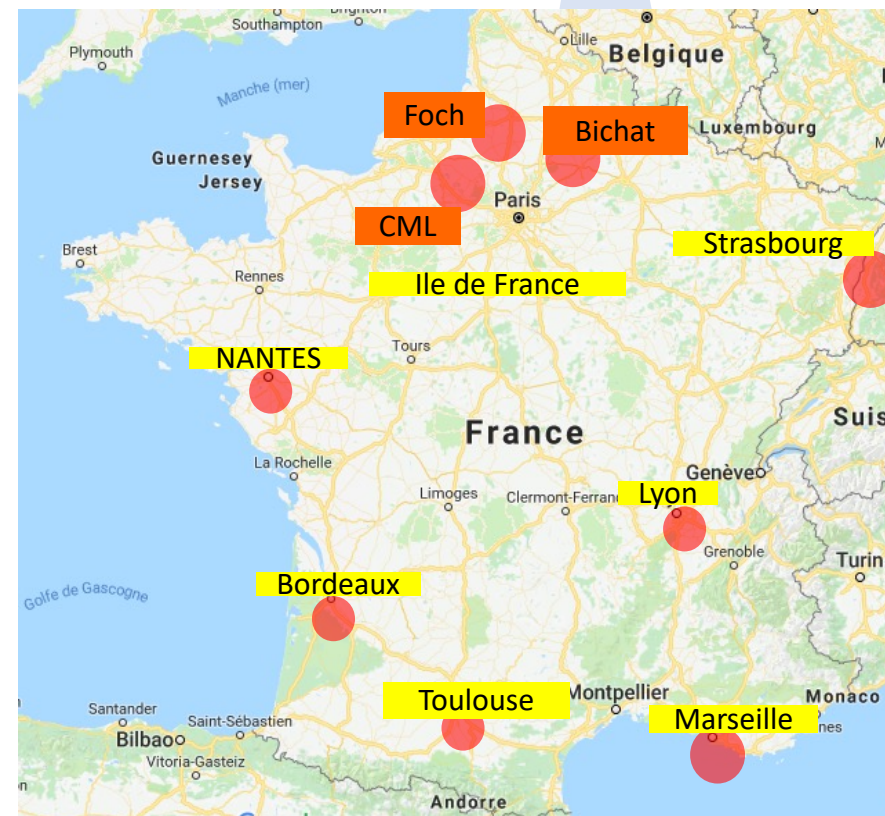 Southampton
Brighton
Lille
Plymouth
Belgique
Manche (mer)
Foch
Bichat
Luxembourg
Guernesey
Jersey
Paris
CML
Strasbourg
Brest
Rennes
Ile de France
Tours
NANTES
Suis
France
La Rochelle
Genève
Limoges
Clermont-Ferran
Lyon
Grenoble
Turin
Bordeaux
Golfe de Gascogne
Toulouse
Montpellier
Monaco
Santander
Saint-Sébastien
Marseille
nes
Bilbao
Vitoria-Gasteiz
Andorre